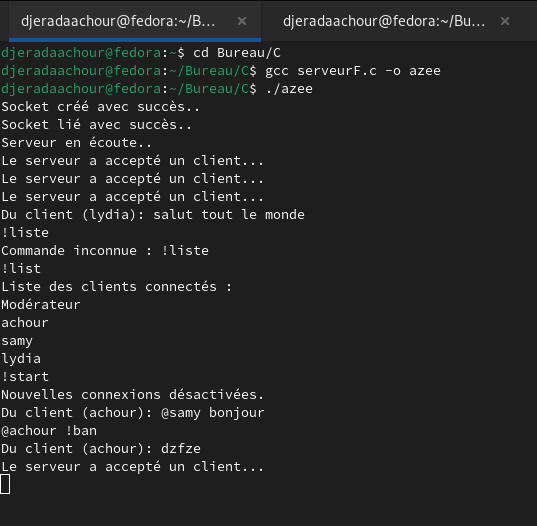 djeradaachour@fedora:~/B... × djeradaachour@fedora:~/Bu... ×
djeradaachour@fedora:~$ cd Bureau/C
djeradaachour@fedora:~/Bureau/C$ gcc serveurF.c -o azee
djeradaachour@fedora:~/Bureau/C$ ./azee
Socket créé avec succès..
Socket lié avec succès..
Serveur en écoute..
Le serveur a accepté un client...
Le serveur a accepté un client...
Le serveur a accepté un client...
Du client (lydia): salut tout le monde
!liste
Commande inconnue : !liste
!list
Liste des clients connectés :
Modérateur
achour
samy
lydia
!start
Nouvelles connexions désactivées.
Du client (achour): @samy bonjour
@achour !ban
Du client (achour): dzfze
Le serveur a accepté un client...